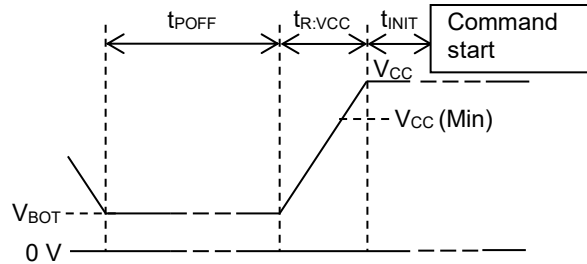 tPOFF tR:VCC tINIT Command
start
VCC
VCC (Min)
VBOT
0 V